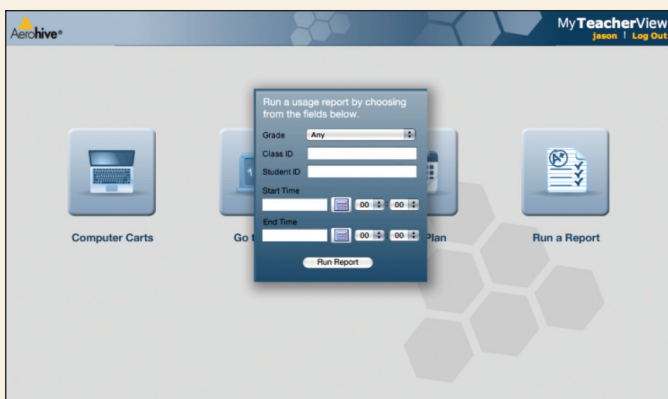 Aerohive®
MyTeacherView
jason | Log Out
Run a usage report by choosing
from the fields below.
Grade Any
Class ID
Student ID
Start Time
00 00
End Time
00 00
Run Report
Computer Carts
Go
Plan
Run a Report
A+